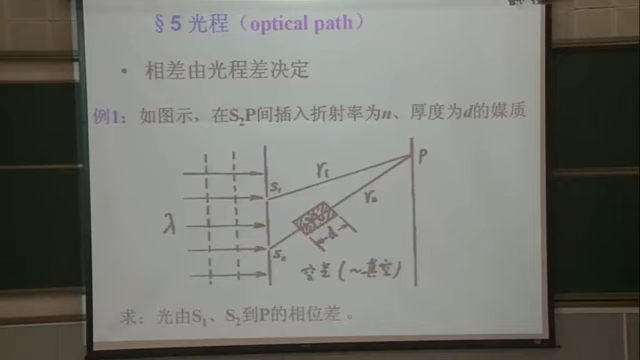 §5 光程（optical path）
• 相差由光程差决定
例1：如图示，在S₂P间插入折射率为n、厚度为d的媒质
P
r₁
S₁
r₂
λ
d
S₂
空气(~真空)
求：光由S₁、S₂到P的相位差。